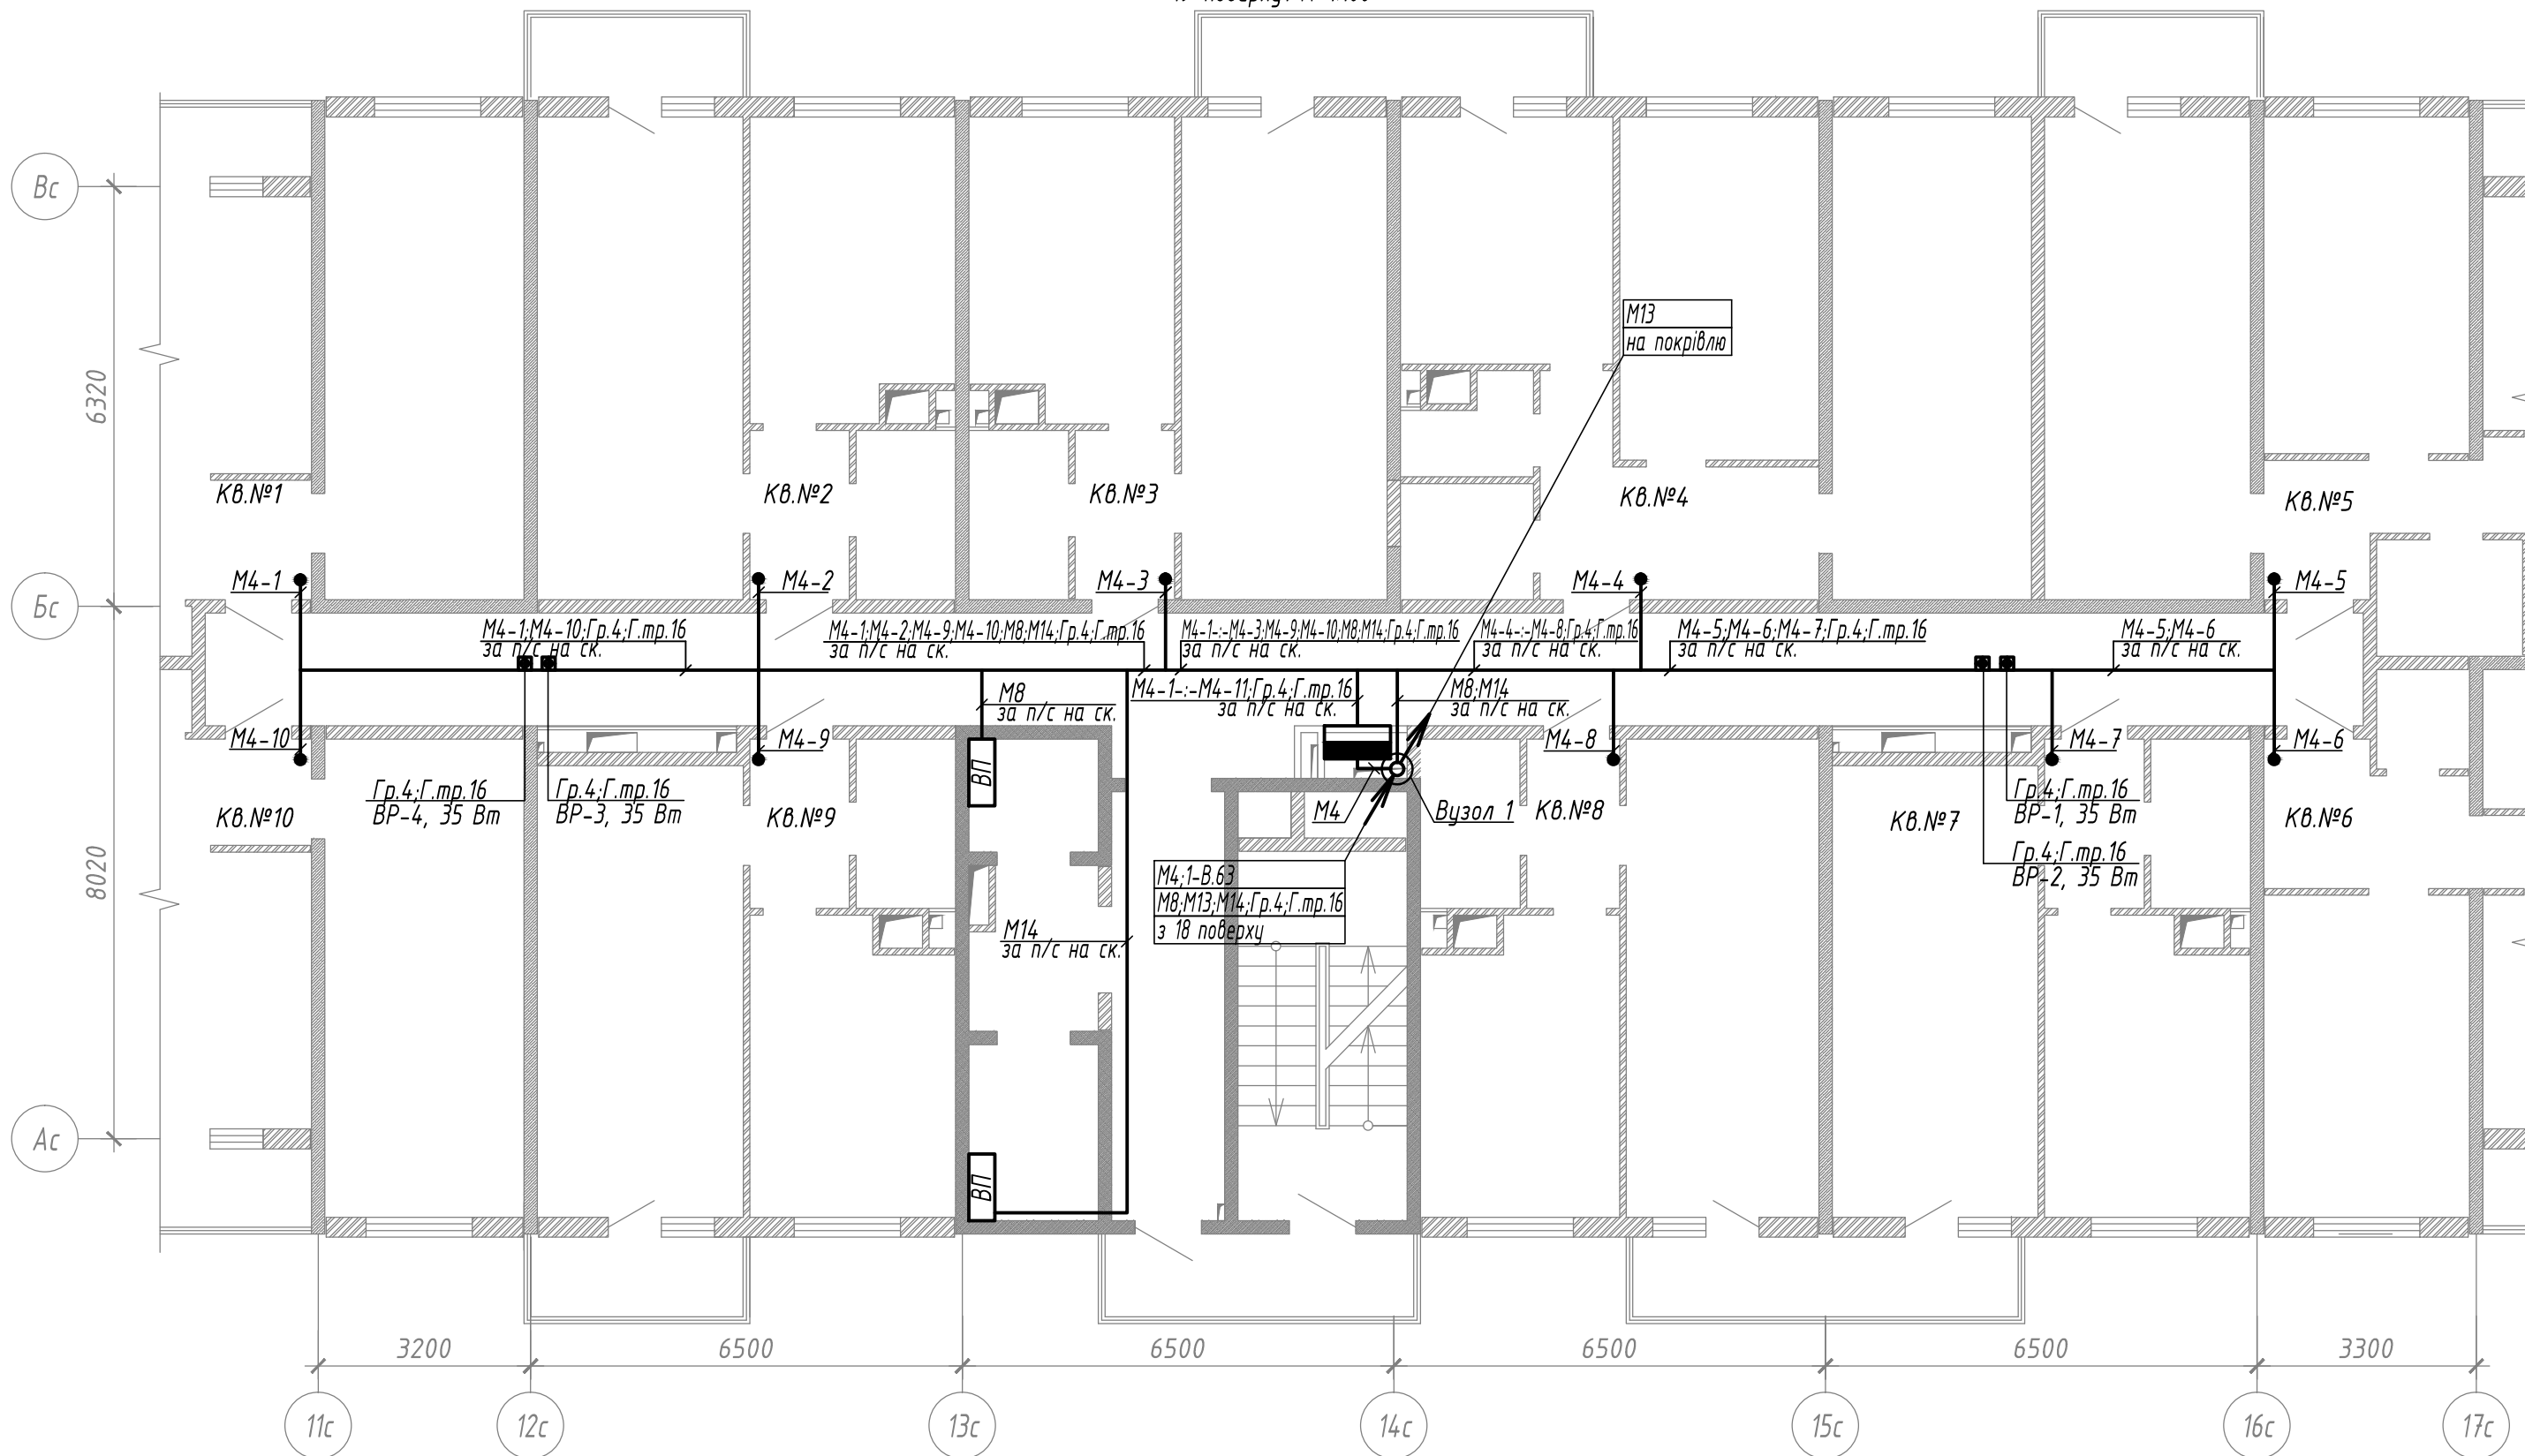 Вс
6320
Бс
8020
Ас
М13
на покрівлю
Кв.№1
Кв.№2
Кв.№3
Кв.№4
Кв.№5
М4-1
М4-2
М4-3
М4-4
М4-5
М4-1;М4-10;Гр.4;Г.тр.16
за п/с на ск.
М4-1;М4-2;М4-9;М4-10;М8;М14;Гр.4;Г.тр.16
за п/с на ск.
М4-1-:-М4-3;М4-9;М4-10;М8;М14;Гр.4;Г.тр.16
за п/с на ск.
М4-4-:-М4-8;Гр.4;Г.тр.16
за п/с на ск.
М4-5;М4-6;М4-7;Гр.4;Г.тр.16
за п/с на ск.
М4-5;М4-6
за п/с на ск.
М8
за п/с на ск.
М4-1-:-М4-11;Гр.4;Г.тр.16
за п/с на ск.
М8;М14
за п/с на ск.
М4-10
М4-9
М4-8
М4-7
М4-6
ВП
Гр.4;Г.тр.16
ВР-4, 35 Вт
Гр.4;Г.тр.16
ВР-3, 35 Вт
Гр.4;Г.тр.16
ВР-1, 35 Вт
Гр.4;Г.тр.16
ВР-2, 35 Вт
Кв.№10
Кв.№9
М4
Вузол 1
Кв.№8
Кв.№7
Кв.№6
М4;1-В.63
М8;М13;М14;Гр.4;Г.тр.16
з 18 поверху
М14
за п/с на ск.
ВП
3200
6500
6500
6500
6500
3300
11с
12с
13с
14с
15с
16с
17с